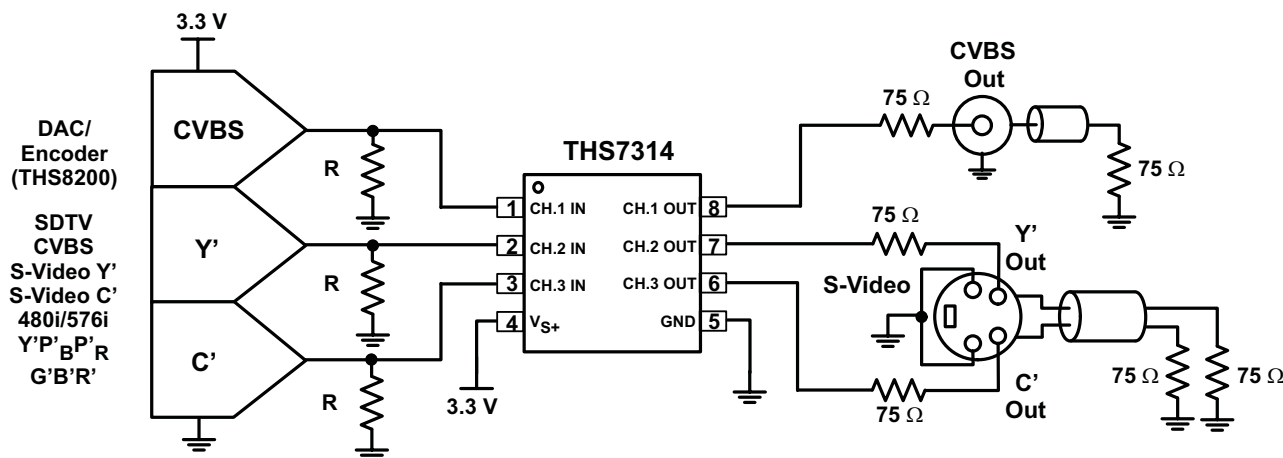 3.3 V
CVBS
DAC/
Encoder
(THS8200)
SDTV
CVBS
S-Video Y'
S-Video C'
480i/576i
Y'P'BP'R
G'B'R'
Y'
C'
R
R
R
THS7314
1 CH.1 IN
CH.1 OUT 8
2 CH.2 IN
CH.2 OUT 7
3 CH.3 IN
CH.3 OUT 6
4 VS+
GND 5
3.3 V
CVBS
Out
75 Ω
75 Ω
75 Ω
Y'
Out
S-Video
C'
Out
75 Ω
75 Ω
75 Ω